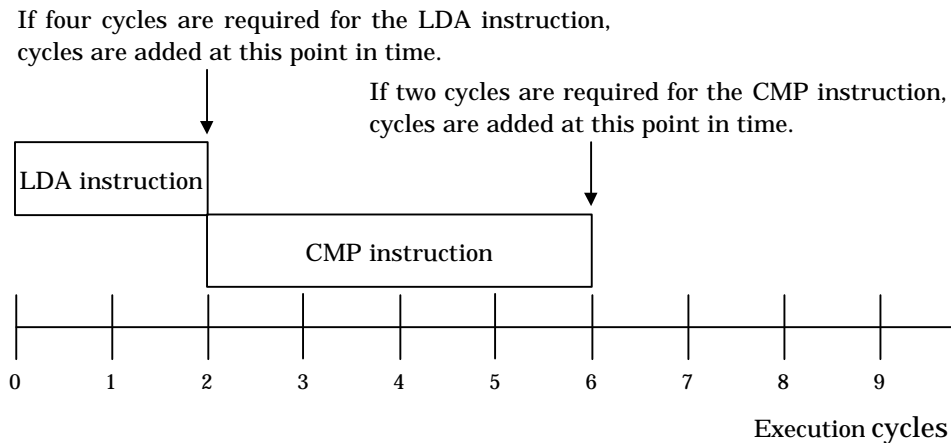 If four cycles are required for the LDA instruction,
cycles are added at this point in time.
If two cycles are required for the CMP instruction,
cycles are added at this point in time.
LDA instruction
CMP instruction
0 1 2 3 4 5 6 7 8 9
Execution cycles